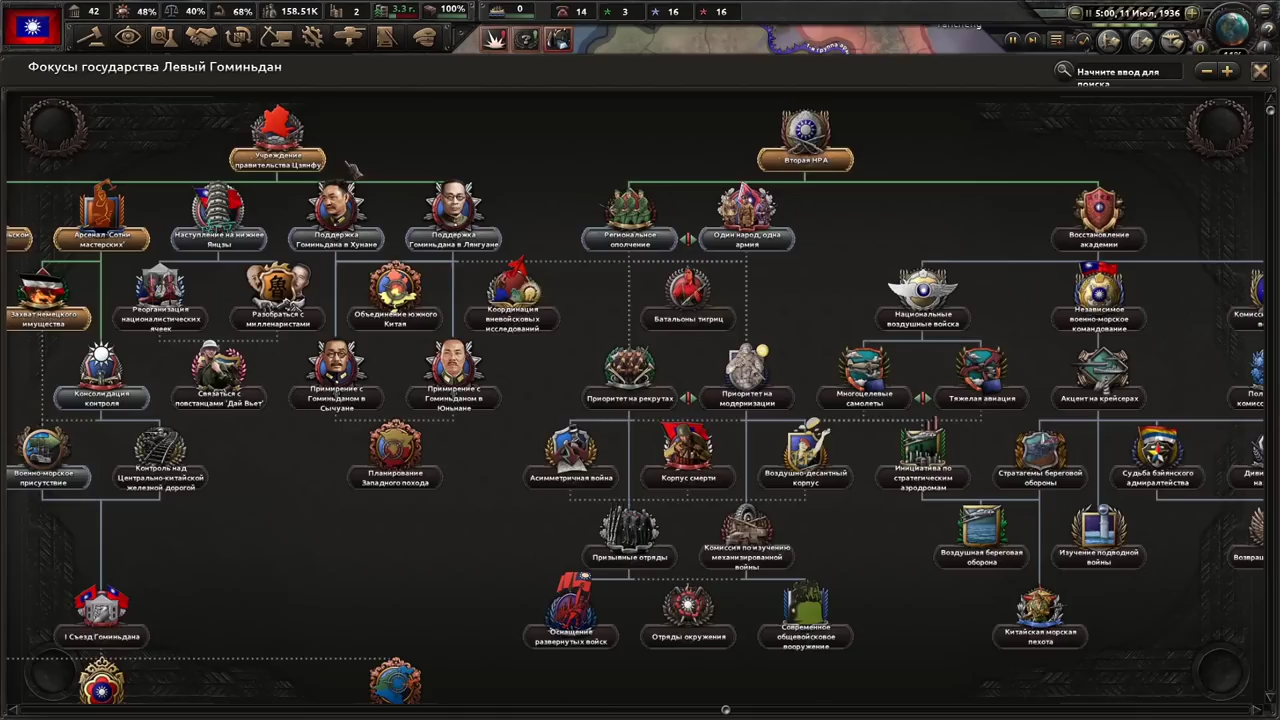 42 48% 40% 68% 158.51K 2 3.3 г. 100% 0 14 3 16 16 5:00, 11 Июл, 1936
Фокусы государства Левый Гоминьдан
Начните ввод для
поиска
Учреждение
правительства Цзянфу
Вторая НРА
Арсенал 'Сотни
мастерских'
Наступление на нижнее
Янцзы
Поддержка
Гоминьдана в Хунане
Поддержка
Гоминьдана в Лянгуане
Региональное
ополчение
Один народ, одна
армия
Восстановление
академии
Захват немецкого
имущества
Реорганизация
националистических
ячеек
Разобраться с
милленаристами
Объединение южного
Китая
Координация
вневойсковых
исследований
Батальоны тигриц
Национальные
воздушные войска
Независимое
военно-морское
командование
Консолидация
контроля
Связаться с
повстанцами 'Дай Вьет'
Примирение с
Гоминьданом в
Сычуане
Примирение с
Гоминьданом в
Юньнане
Приоритет на рекрутах
Приоритет на
модернизации
Многоцелевые
самолеты
Тяжелая авиация
Акцент на крейсерах
Военно-морское
присутствие
Контроль над
Центрально-китайской
железной дорогой
Планирование
Западного похода
Асимметричная война
Корпус смерти
Воздушно-десантный
корпус
Инициатива по
стратегическим
аэродромам
Стратагемы береговой
обороны
Судьба бэйянского
адмиралтейства
Призывные отряды
Комиссия по изучению
механизированной
войны
Воздушная береговая
оборона
Изучение подводной
войны
I Съезд Гоминьдана
Оснащение
развернутых войск
Отряды окружения
Современное
общевойсковое
вооружение
Китайская морская
пехота